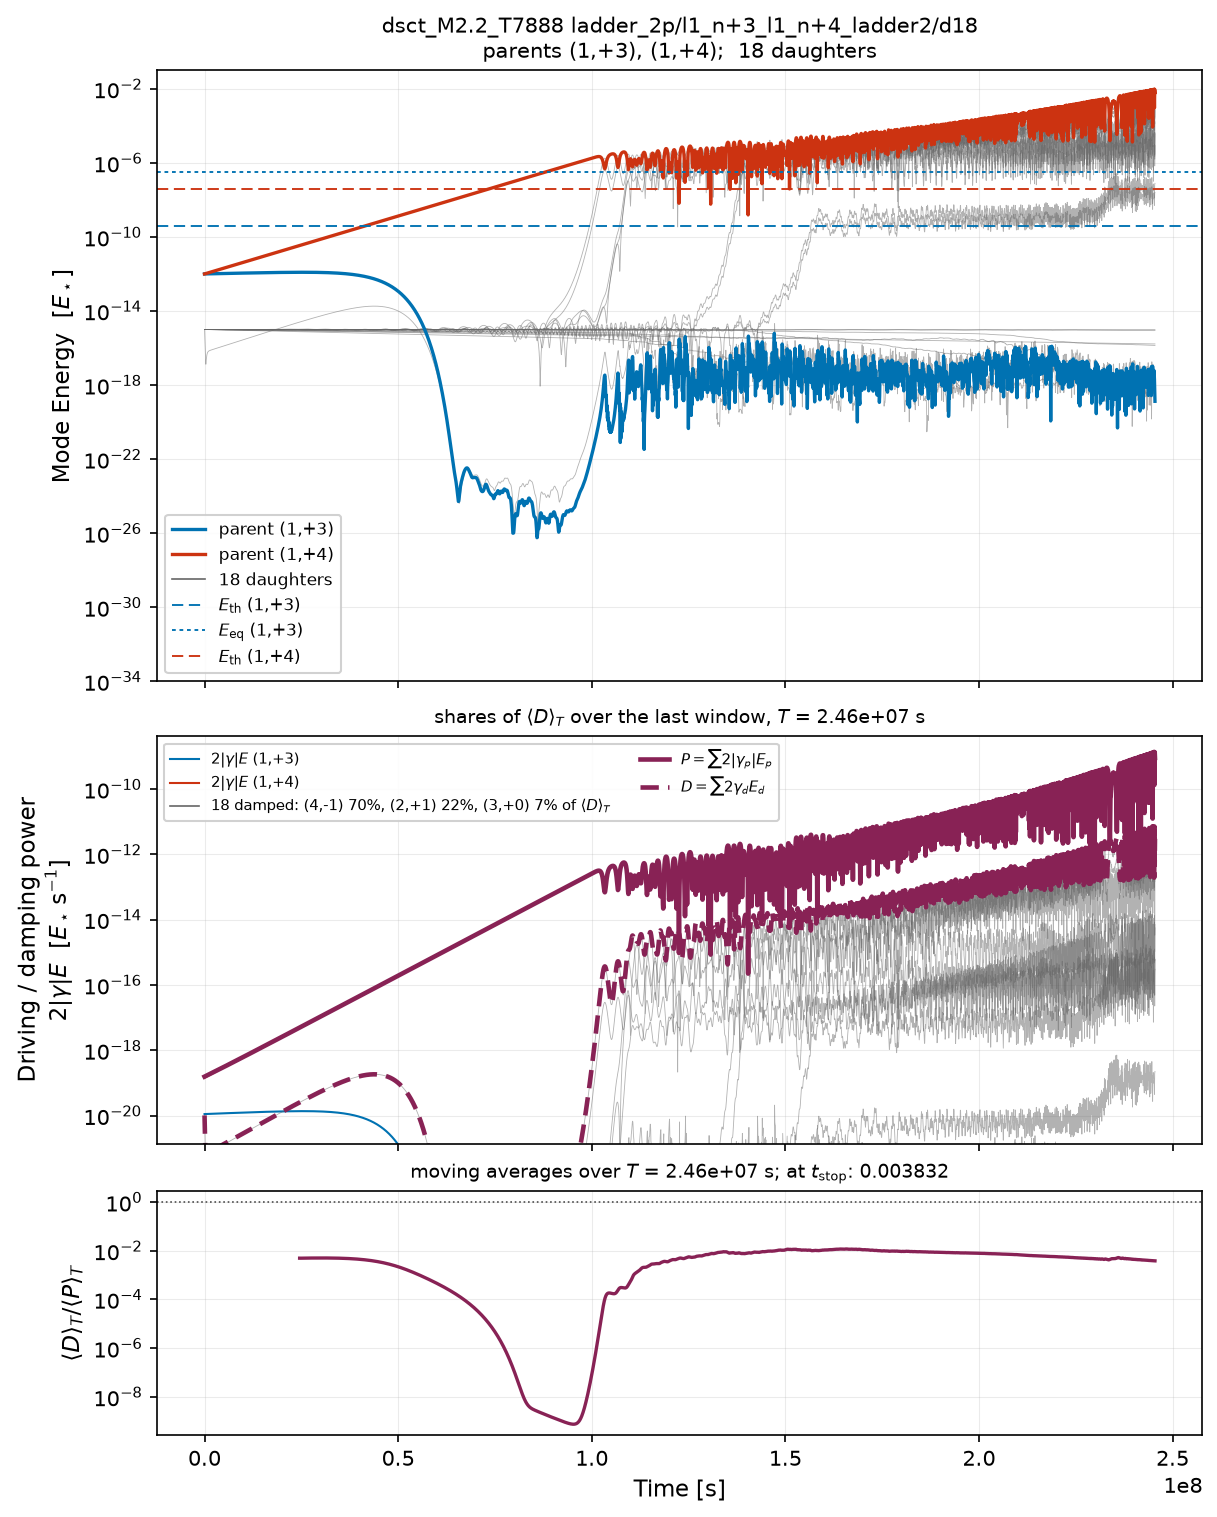 dsct_M2.2_T7888 ladder_2p/l1_n+3_l1_n+4_ladder2/d18
parents (1,+3), (1,+4);  18 daughters
Mode Energy  [E⋆]
10⁻²
10⁻⁶
10⁻¹⁰
10⁻¹⁴
10⁻¹⁸
10⁻²²
10⁻²⁶
10⁻³⁰
10⁻³⁴
parent (1,+3)
parent (1,+4)
18 daughters
E_th (1,+3)
E_eq (1,+3)
E_th (1,+4)
shares of ⟨D⟩_T over the last window, T = 2.46e+07 s
Driving / damping power
2|γ|E  [E⋆ s⁻¹]
10⁻¹⁰
10⁻¹²
10⁻¹⁴
10⁻¹⁶
10⁻¹⁸
10⁻²⁰
2|γ|E (1,+3)
2|γ|E (1,+4)
18 damped: (4,-1) 70%, (2,+1) 22%, (3,+0) 7% of ⟨D⟩_T
P = ∑2|γ_p|E_p
D = ∑2γ_d E_d
moving averages over T = 2.46e+07 s; at t_stop: 0.003832
⟨D⟩_T/⟨P⟩_T
10⁰
10⁻²
10⁻⁴
10⁻⁶
10⁻⁸
0.0 0.5 1.0 1.5 2.0 2.5
1e8
Time [s]